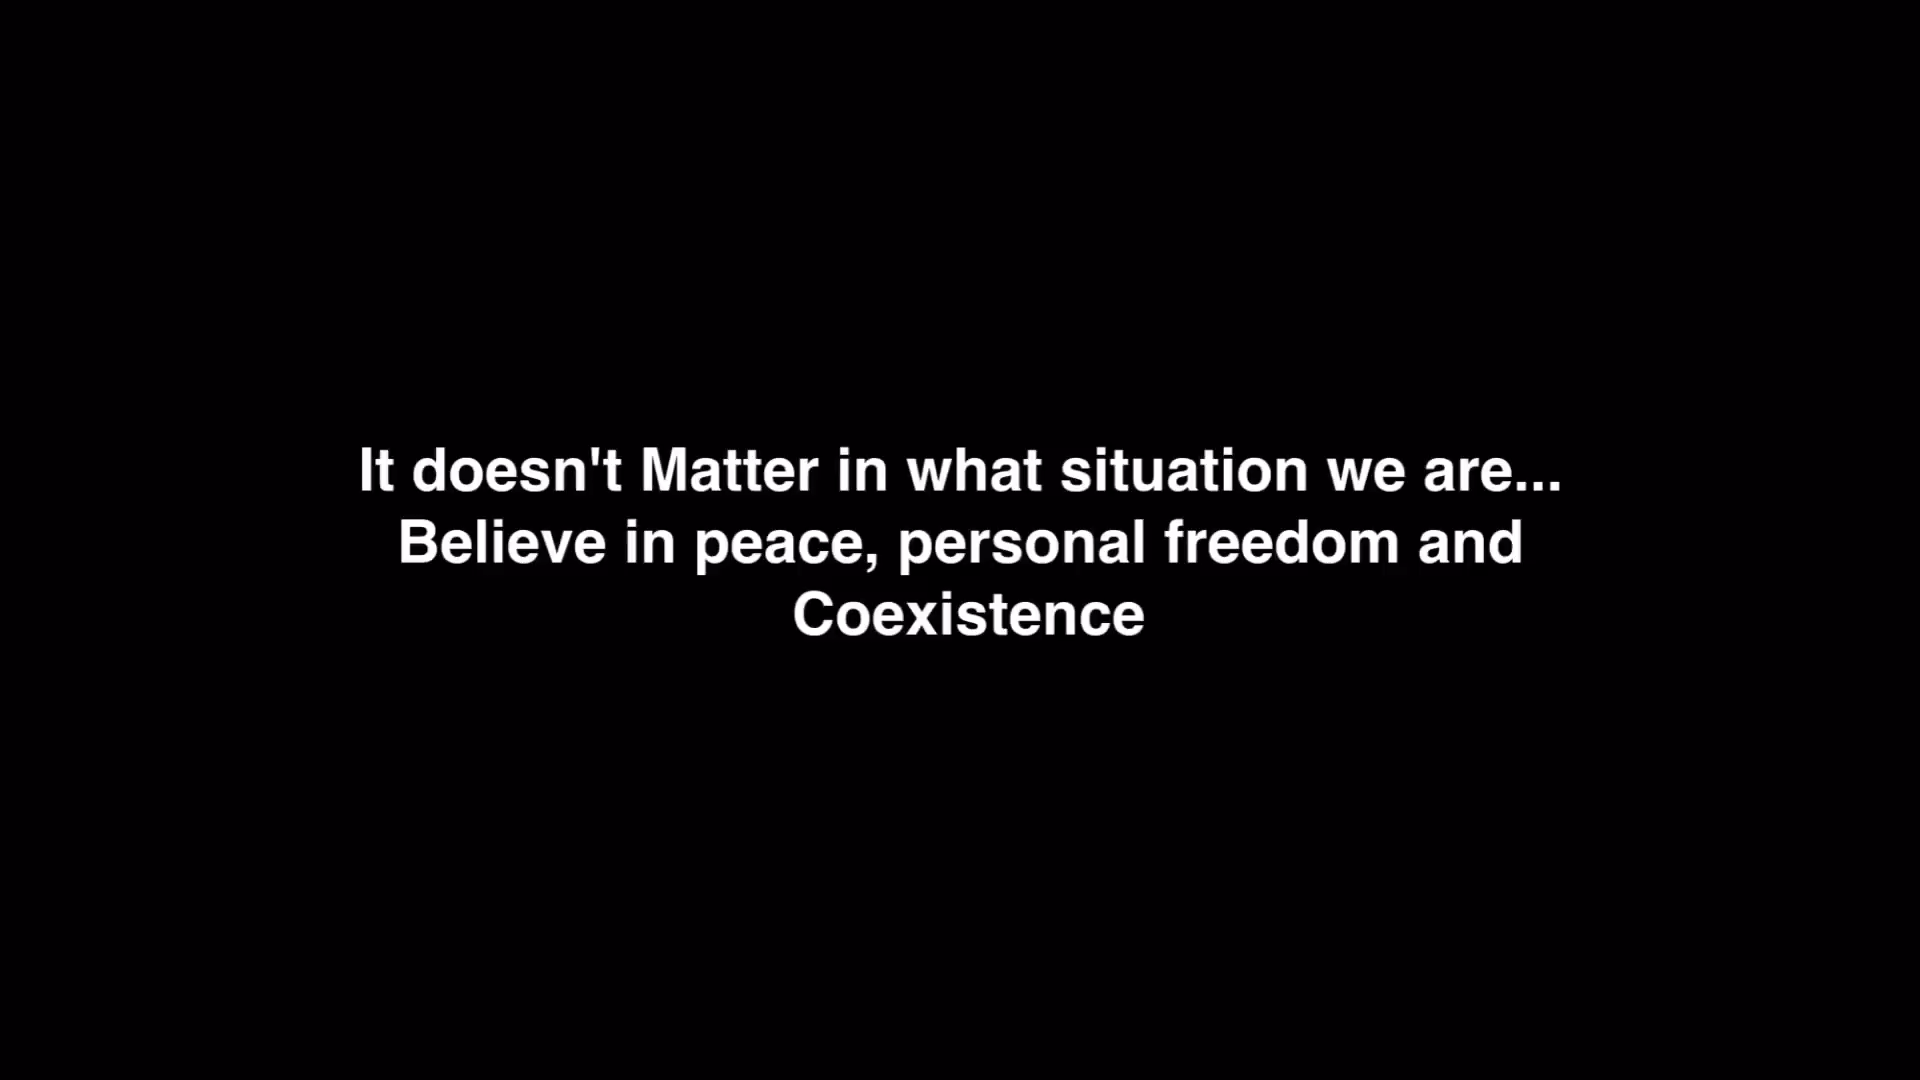 It doesn't Matter in what situation we are...
Believe in peace, personal freedom and
Coexistence